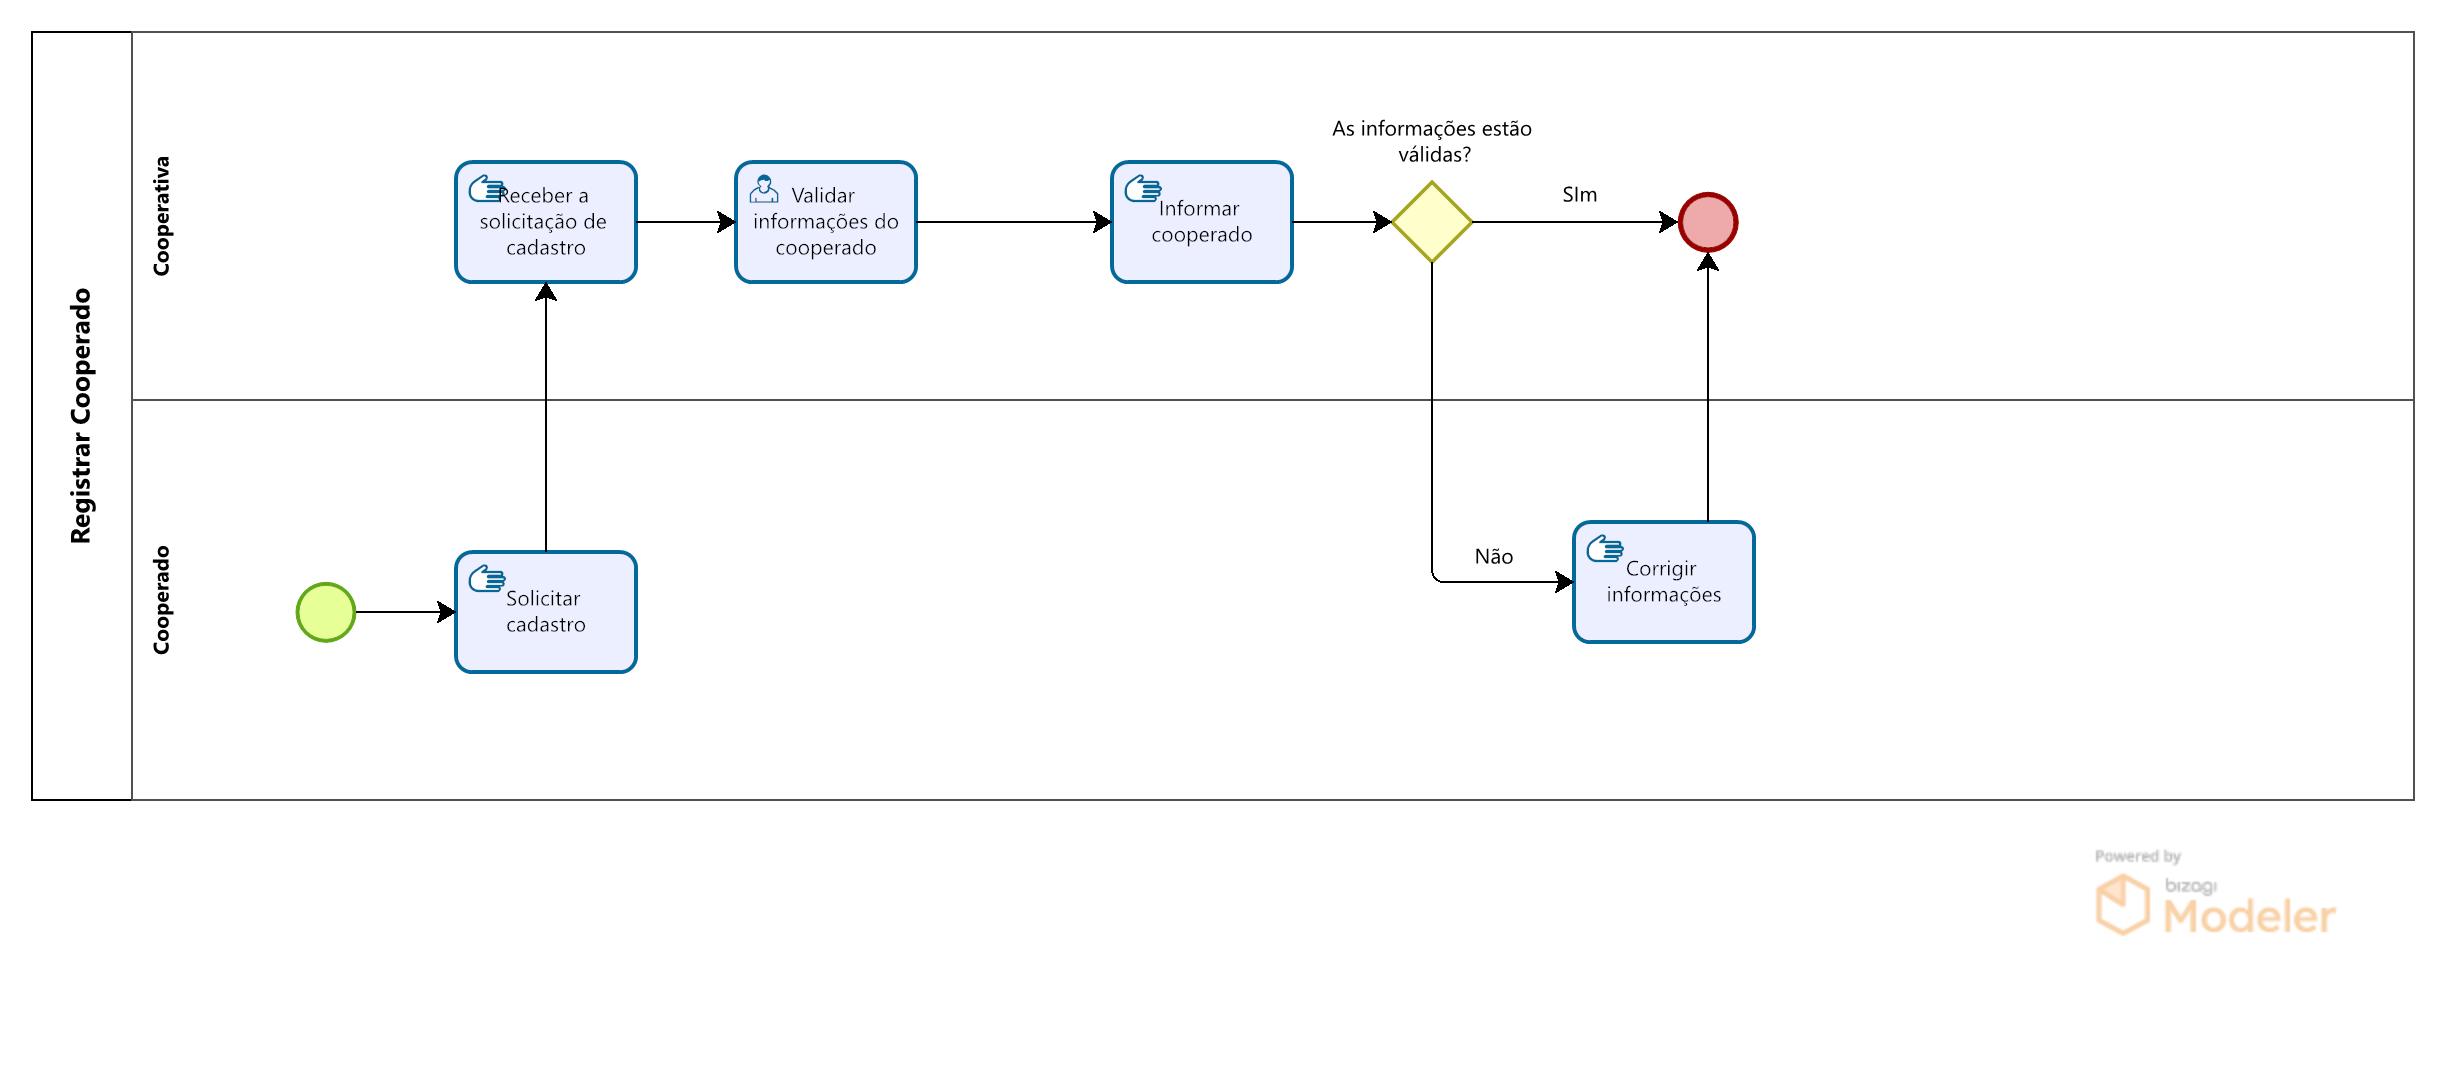 Registrar Cooperado
Cooperativa
Receber a
solicitação de
cadastro
Validar
informações do
cooperado
Informar
cooperado
As informações estão
válidas?
SIm
Cooperado
Solicitar
cadastro
Não
Corrigir
informações
Powered by
bizagi
Modeler